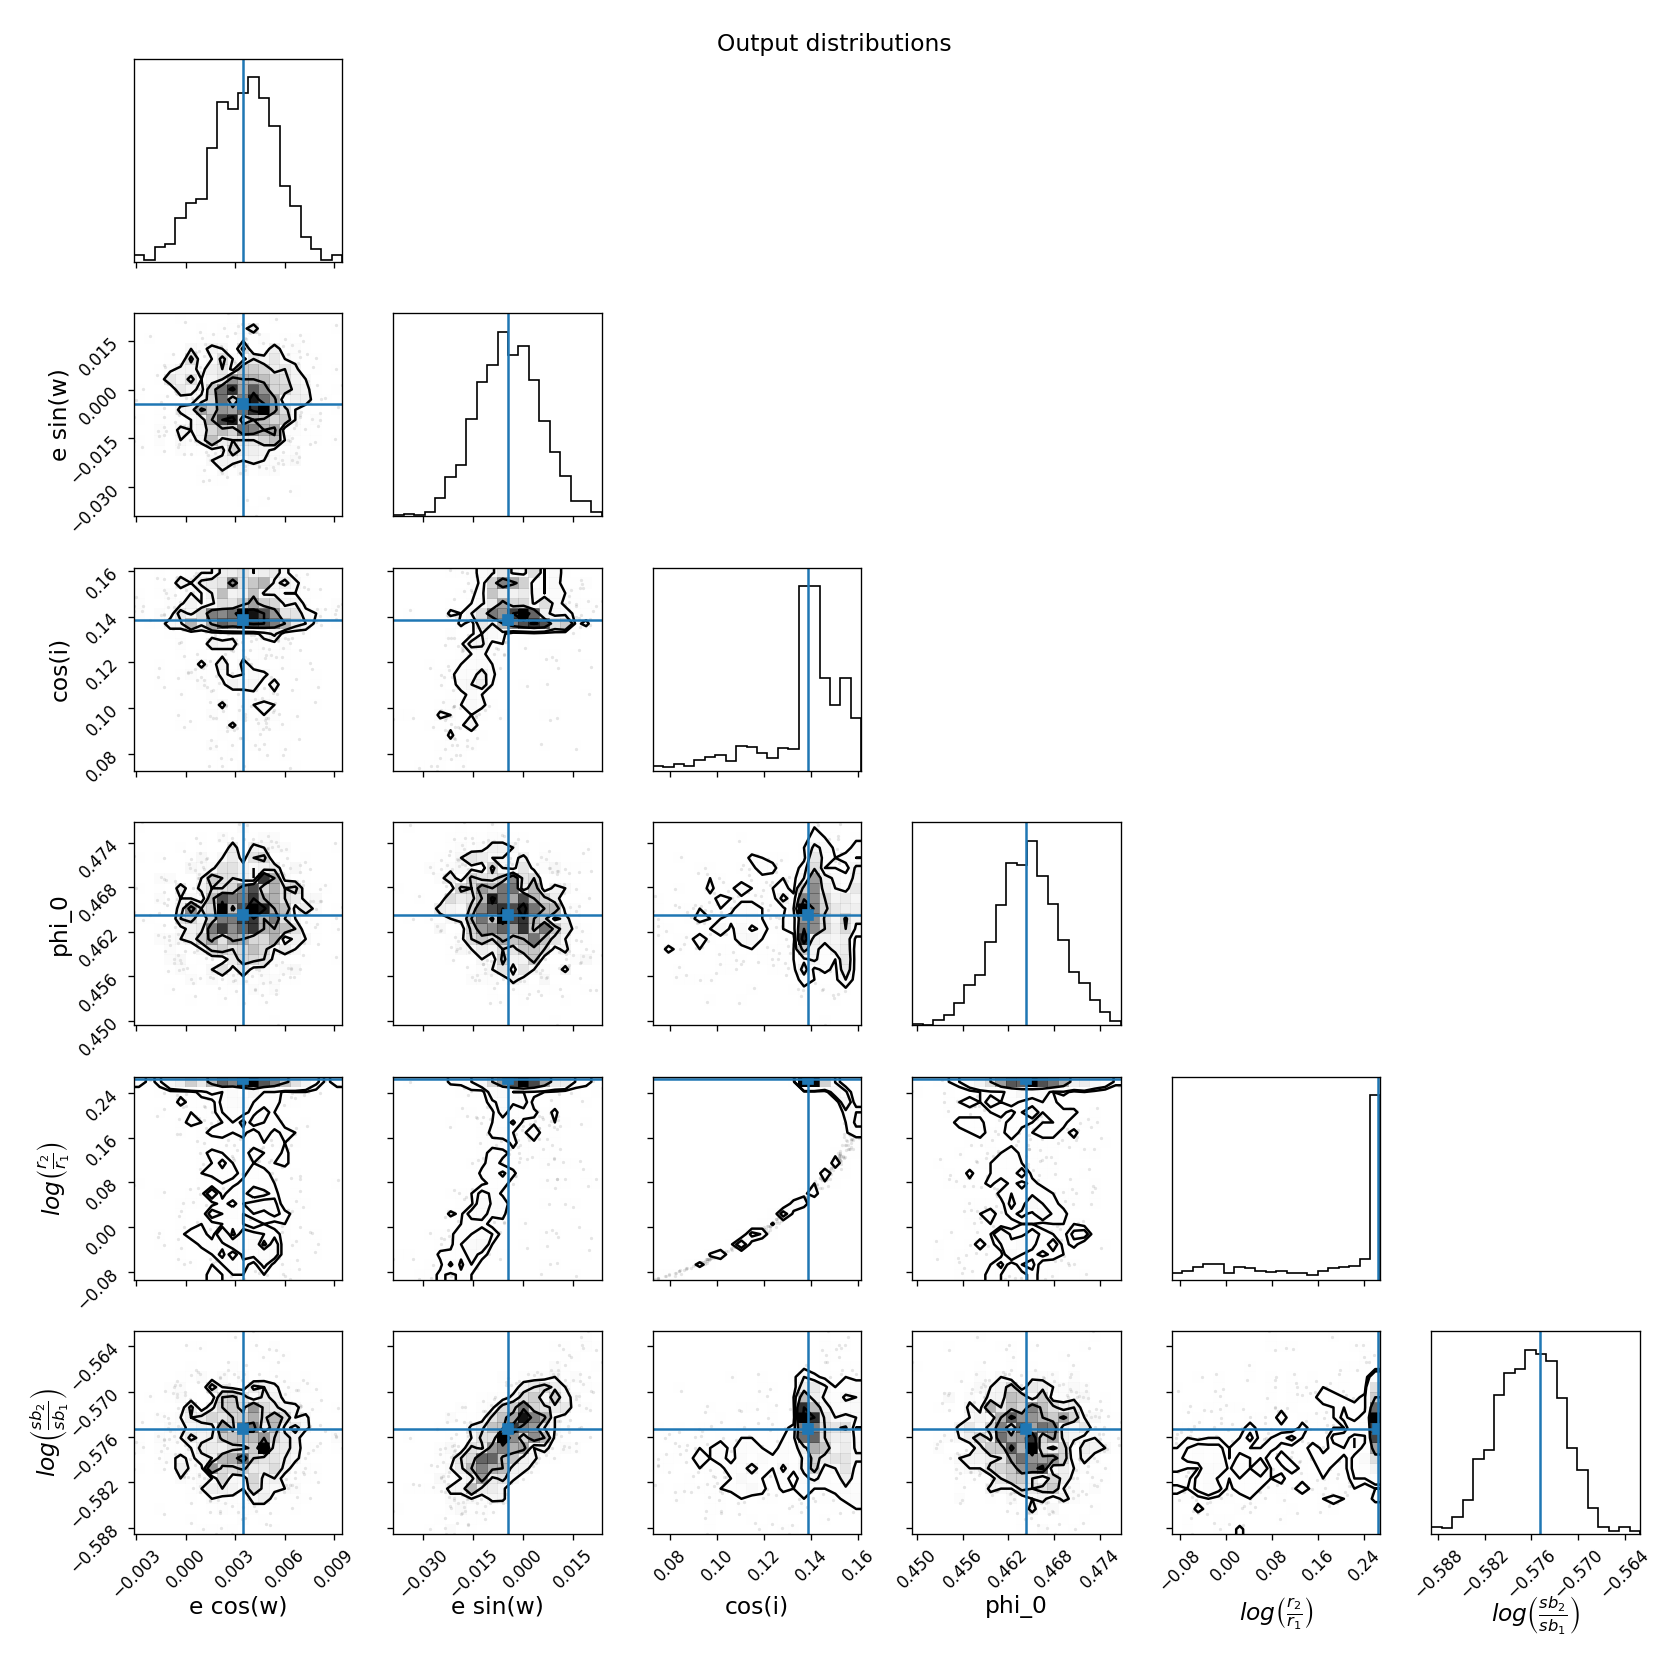 Output distributions
e sin(w)
0.015
0.000
−0.015
−0.030
cos(i)
0.16
0.14
0.12
0.10
0.08
phi_0
0.474
0.468
0.462
0.456
0.450
log(r2/r1)
0.24
0.16
0.08
0.00
−0.08
log(sb2/sb1)
−0.564
−0.570
−0.576
−0.582
−0.588
−0.003 0.000 0.003 0.006 0.009
−0.030 −0.015 0.000 0.015
0.08 0.10 0.12 0.14 0.16
0.450 0.456 0.462 0.468 0.474
−0.08 0.00 0.08 0.16 0.24
−0.588 −0.582 −0.576 −0.570 −0.564
e cos(w)
e sin(w)
cos(i)
phi_0
log(r2/r1)
log(sb2/sb1)